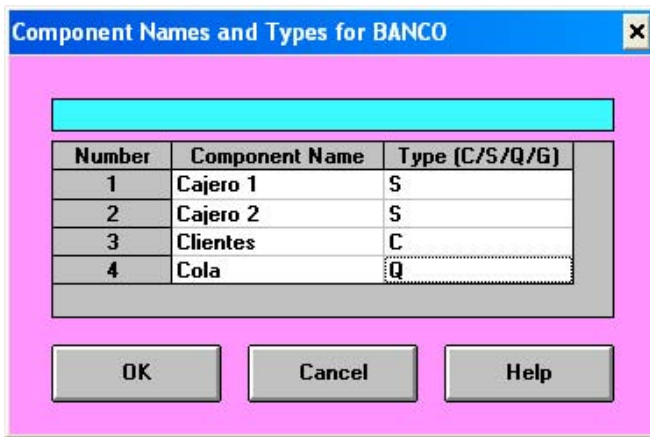 Component Names and Types for BANCO
Number Component Name Type (C/S/Q/G)
1 Cajero 1 S
2 Cajero 2 S
3 Clientes C
4 Cola Q
OK Cancel Help